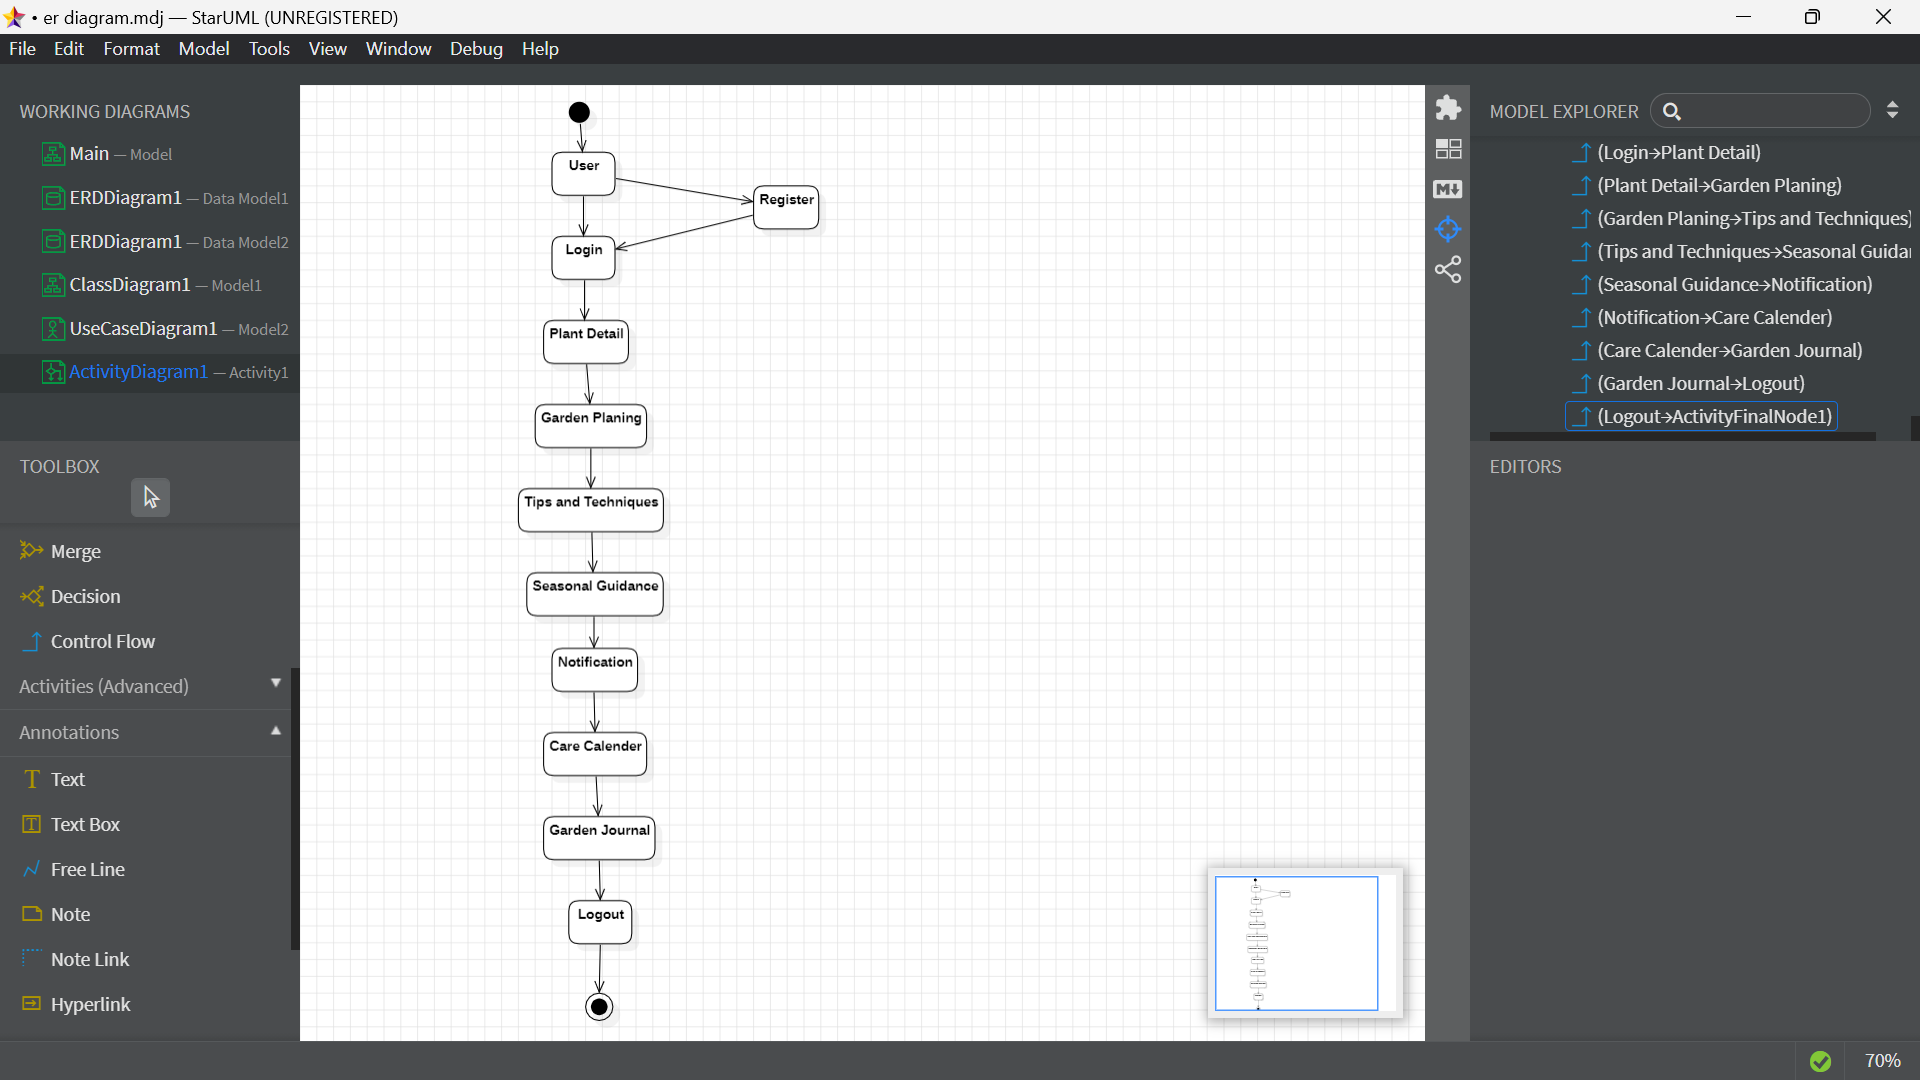 • er diagram.mdj — StarUML (UNREGISTERED)
File Edit Format Model Tools View Window Debug Help
WORKING DIAGRAMS
Main — Model
ERDDiagram1 — Data Model1
ERDDiagram1 — Data Model2
ClassDiagram1 — Model1
UseCaseDiagram1 — Model2
ActivityDiagram1 — Activity1
TOOLBOX
Merge
Decision
Control Flow
Activities (Advanced)
Annotations
Text
Text Box
Free Line
Note
Note Link
Hyperlink
User
Register
Login
Plant Detail
Garden Planing
Tips and Techniques
Seasonal Guidance
Notification
Care Calender
Garden Journal
Logout
MODEL EXPLORER
(Login→Plant Detail)
(Plant Detail→Garden Planing)
(Garden Planing→Tips and Techniques)
(Tips and Techniques→Seasonal Guida
(Seasonal Guidance→Notification)
(Notification→Care Calender)
(Care Calender→Garden Journal)
(Garden Journal→Logout)
(Logout→ActivityFinalNode1)
EDITORS
70%